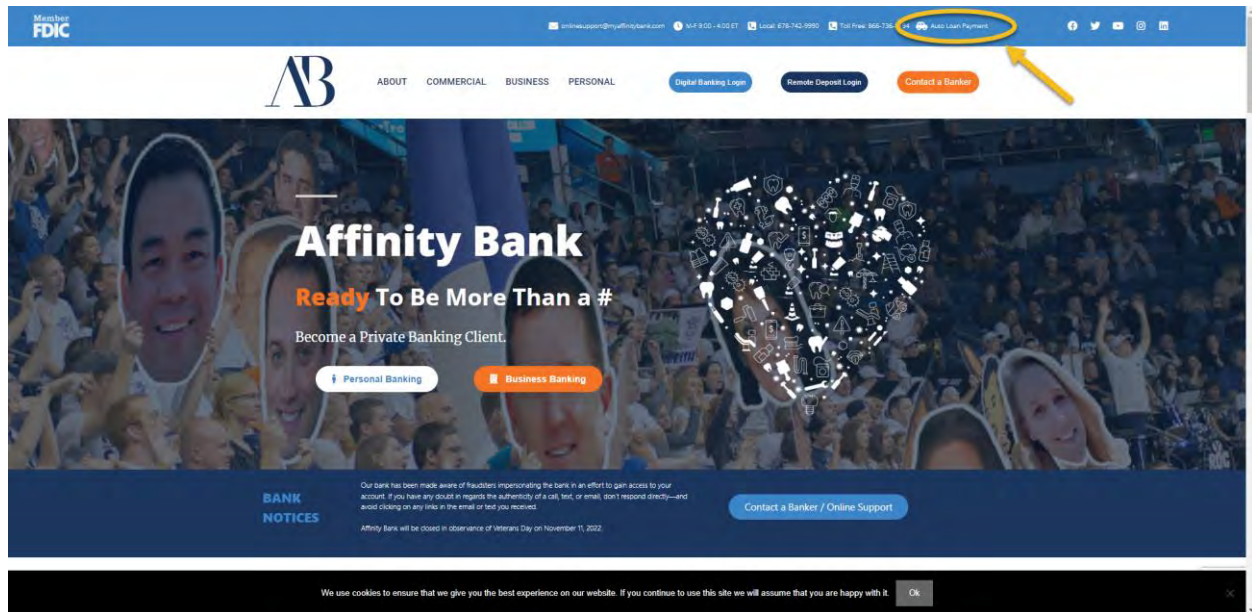 Member
FDIC
onlinesupport@myaffinitybank.com M-F 9:00 - 4:00 ET Local: 678-742-9990 Toll Free: Auto Loan Payment
AB ABOUT COMMERCIAL BUSINESS PERSONAL Digital Banking Login Remote Deposit Login Contact a Banker
Affinity Bank
Ready To Be More Than a #
Become a Private Banking Client.
Personal Banking Business Banking
BANK
NOTICES
Our bank has been made aware of fraudsters impersonating the bank in an effort to gain access to your
account. If you have any doubt in regards the authenticity of a call, text, or email, don't respond directly—and
avoid clicking on any links in the email or text you received.
Affinity Bank will be closed in observance of Veterans Day on November 11, 2022.
Contact a Banker / Online Support
We use cookies to ensure that we give you the best experience on our website. If you continue to use this site we will assume that you are happy with it. Ok